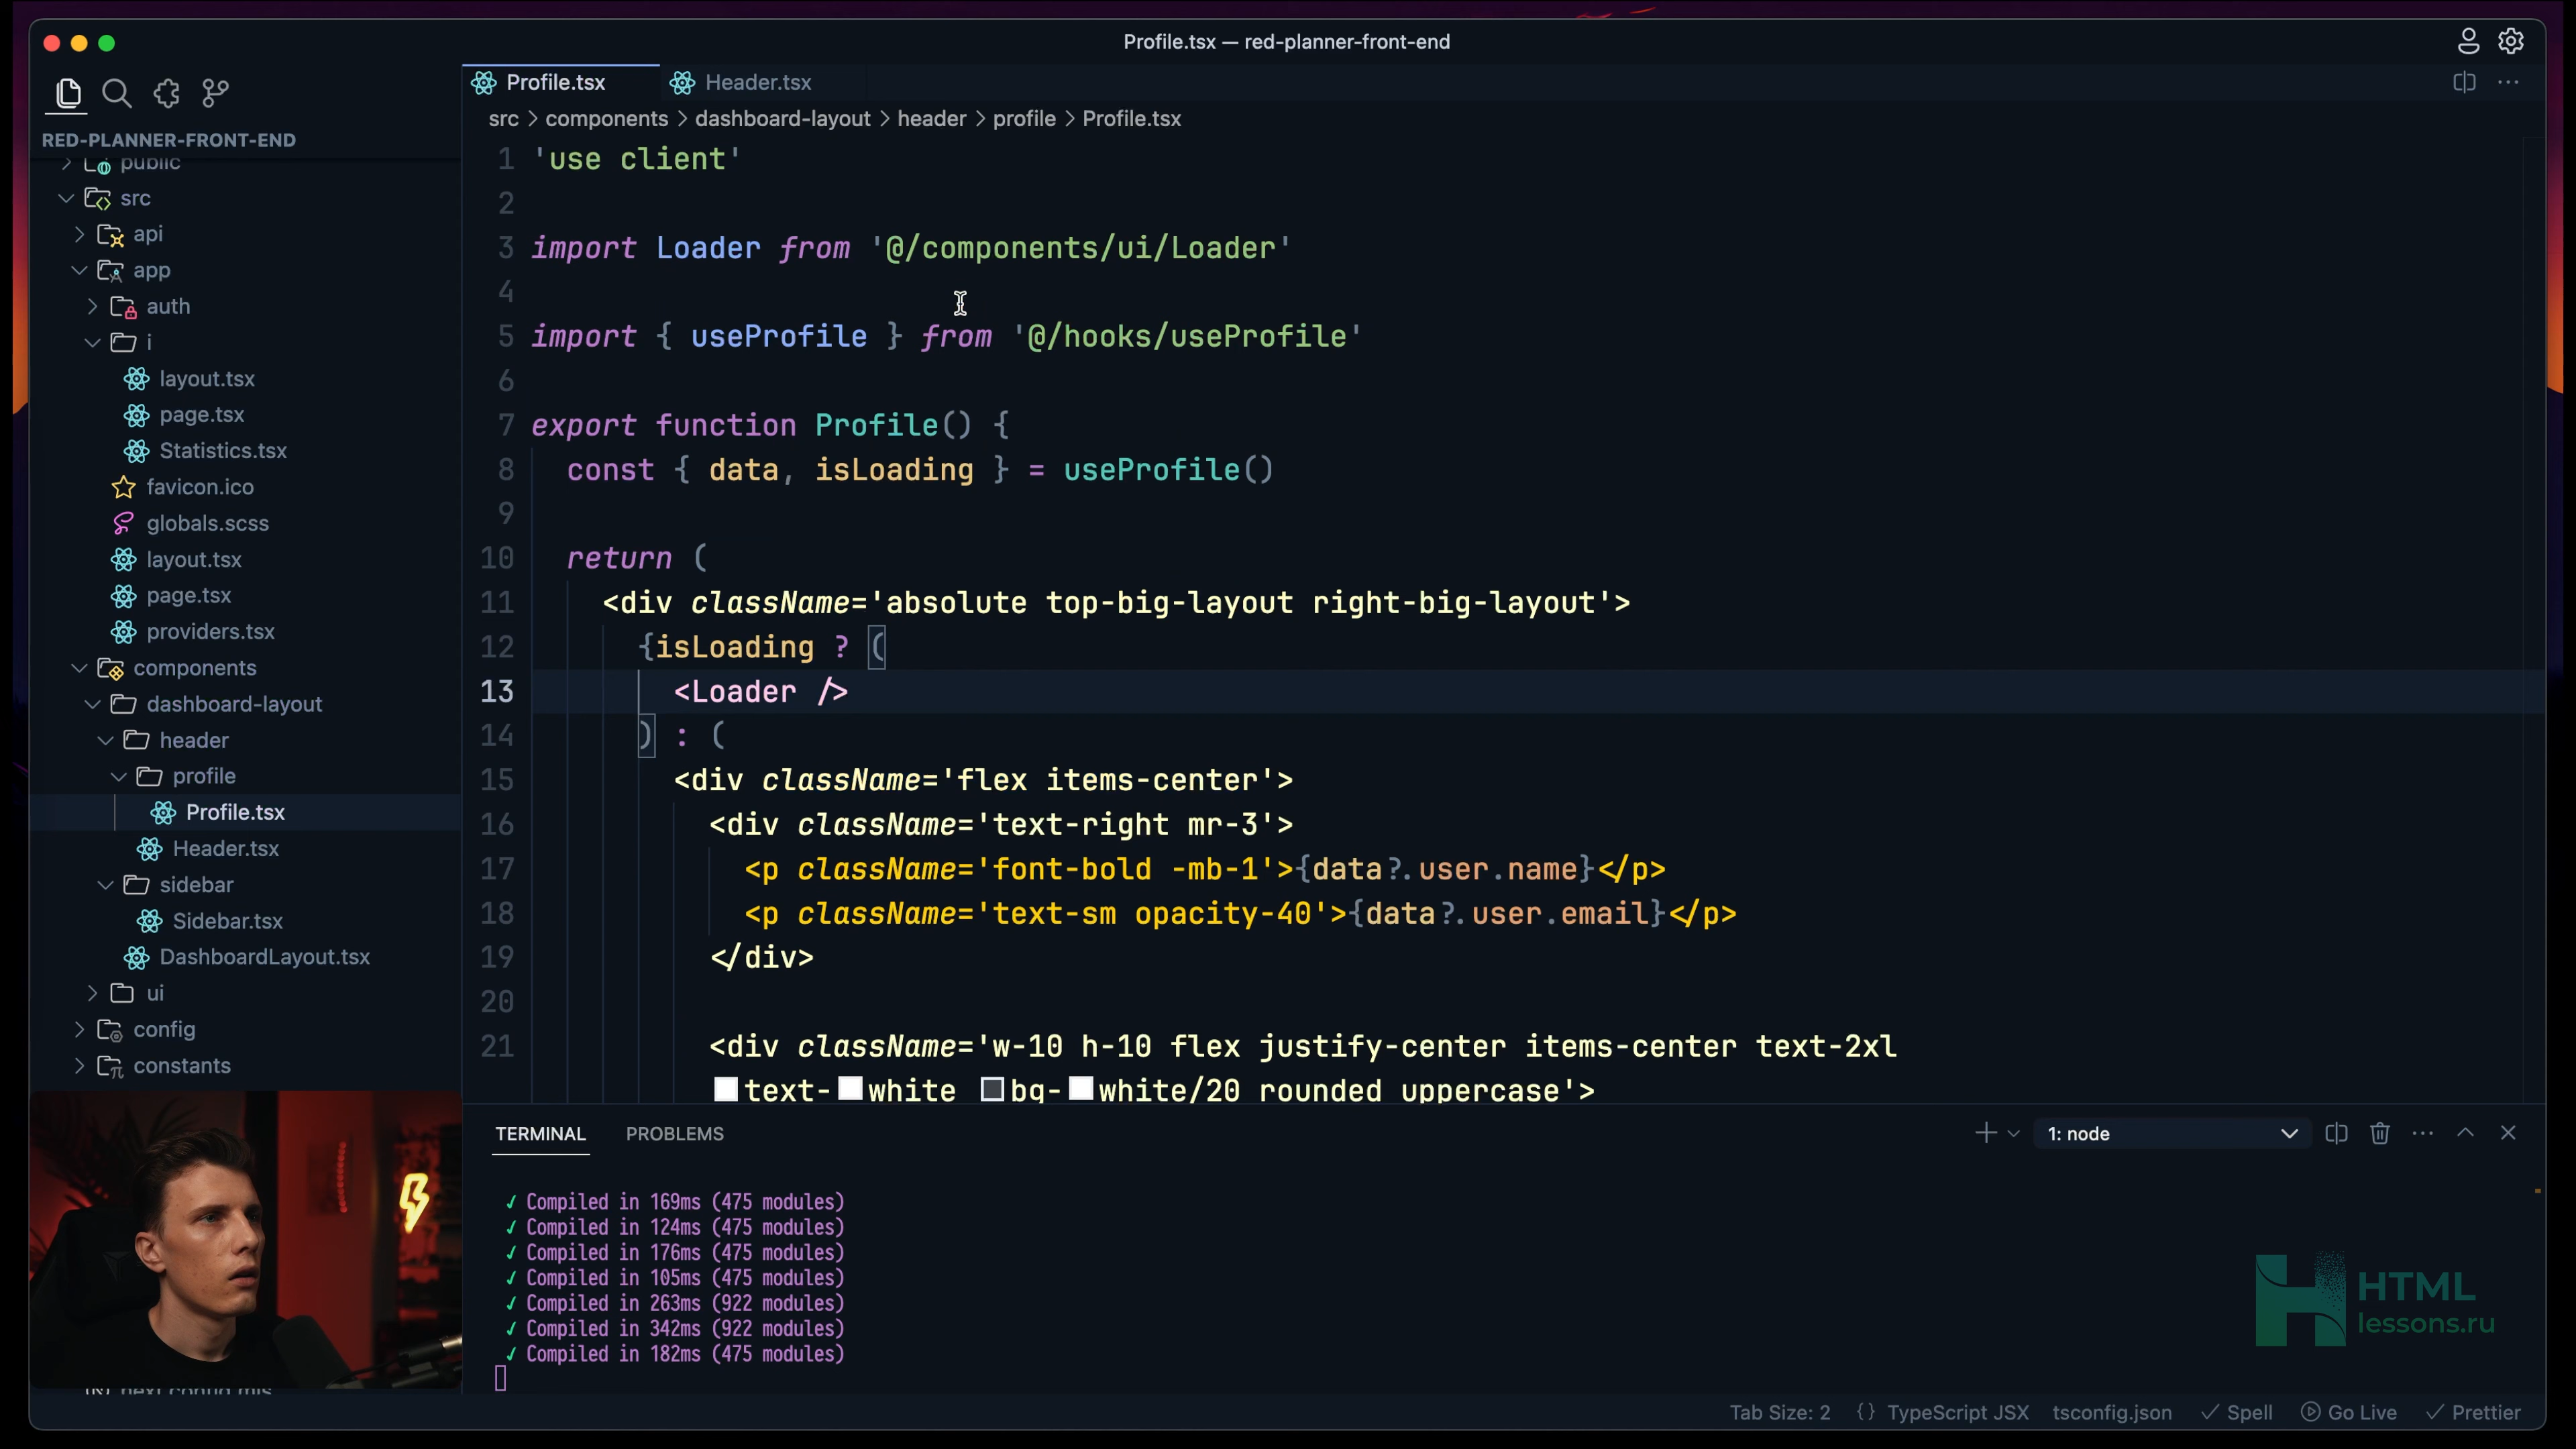 Profile.tsx — red-planner-front-end
RED-PLANNER-FRONT-END
public
src
api
app
auth
i
layout.tsx
page.tsx
Statistics.tsx
favicon.ico
globals.scss
layout.tsx
page.tsx
providers.tsx
components
dashboard-layout
header
profile
Profile.tsx
Header.tsx
sidebar
Sidebar.tsx
DashboardLayout.tsx
ui
config
constants
next.config.mjs
Profile.tsx
Header.tsx
src > components > dashboard-layout > header > profile > Profile.tsx
1 'use client'
2
3 import Loader from '@/components/ui/Loader'
4
5 import { useProfile } from '@/hooks/useProfile'
6
7 export function Profile() {
8 const { data, isLoading } = useProfile()
9
10 return (
11 <div className='absolute top-big-layout right-big-layout'>
12 {isLoading ? (
13 <Loader />
14 ) : (
15 <div className='flex items-center'>
16 <div className='text-right mr-3'>
17 <p className='font-bold -mb-1'>{data?.user.name}</p>
18 <p className='text-sm opacity-40'>{data?.user.email}</p>
19 </div>
20
21 <div className='w-10 h-10 flex justify-center items-center text-2xl
text-white bg-white/20 rounded uppercase'>
TERMINAL PROBLEMS
1: node
✓ Compiled in 169ms (475 modules)
✓ Compiled in 124ms (475 modules)
✓ Compiled in 176ms (475 modules)
✓ Compiled in 105ms (475 modules)
✓ Compiled in 263ms (922 modules)
✓ Compiled in 342ms (922 modules)
✓ Compiled in 182ms (475 modules)
HTML
lessons.ru
Tab Size: 2 {} TypeScript JSX tsconfig.json ✓ Spell Go Live ✓ Prettier